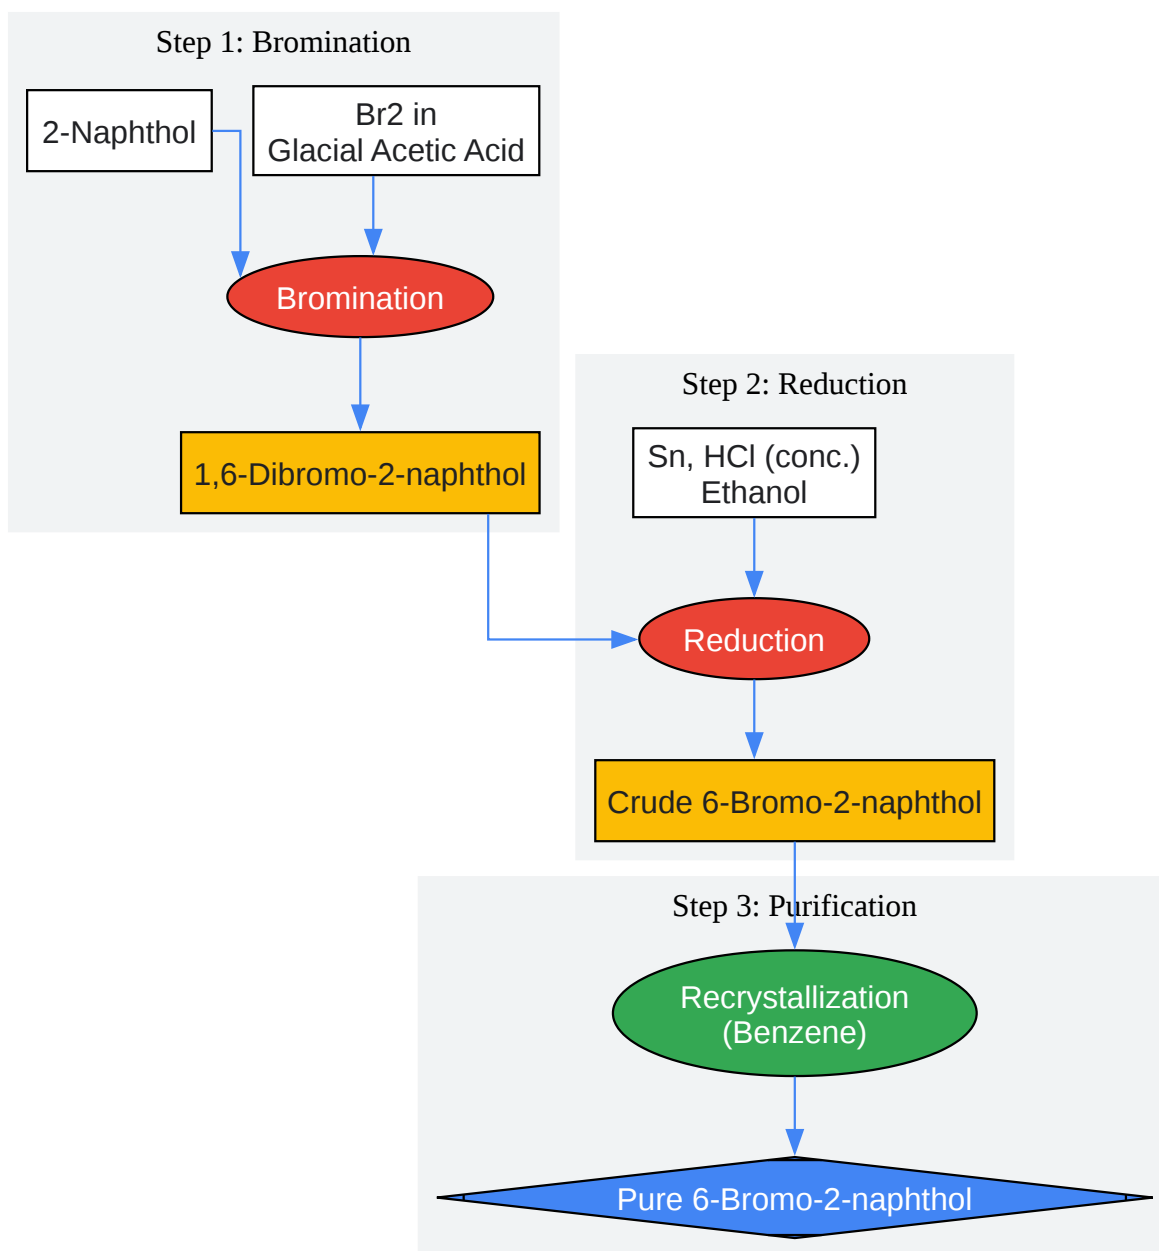 Step 1: Bromination
2-Naphthol
Br2 in
Glacial Acetic Acid
Bromination
1,6-Dibromo-2-naphthol
Step 2: Reduction
Sn, HCl (conc.)
Ethanol
Reduction
Crude 6-Bromo-2-naphthol
Step 3: Purification
Recrystallization
(Benzene)
Pure 6-Bromo-2-naphthol